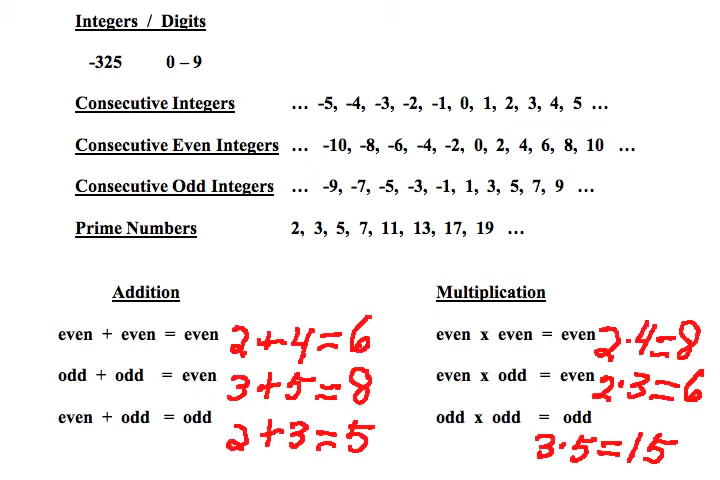 Integers / Digits
-325 0 – 9
Consecutive Integers … -5, -4, -3, -2, -1, 0, 1, 2, 3, 4, 5 …
Consecutive Even Integers … -10, -8, -6, -4, -2, 0, 2, 4, 6, 8, 10 …
Consecutive Odd Integers … -9, -7, -5, -3, -1, 1, 3, 5, 7, 9 …
Prime Numbers 2, 3, 5, 7, 11, 13, 17, 19 …
Addition Multiplication
even + even = even 2+4=6 even x even = even 2·4=8
odd + odd = even 3+5=8 even x odd = even 2·3=6
even + odd = odd 2+3=5 odd x odd = odd
3·5=15